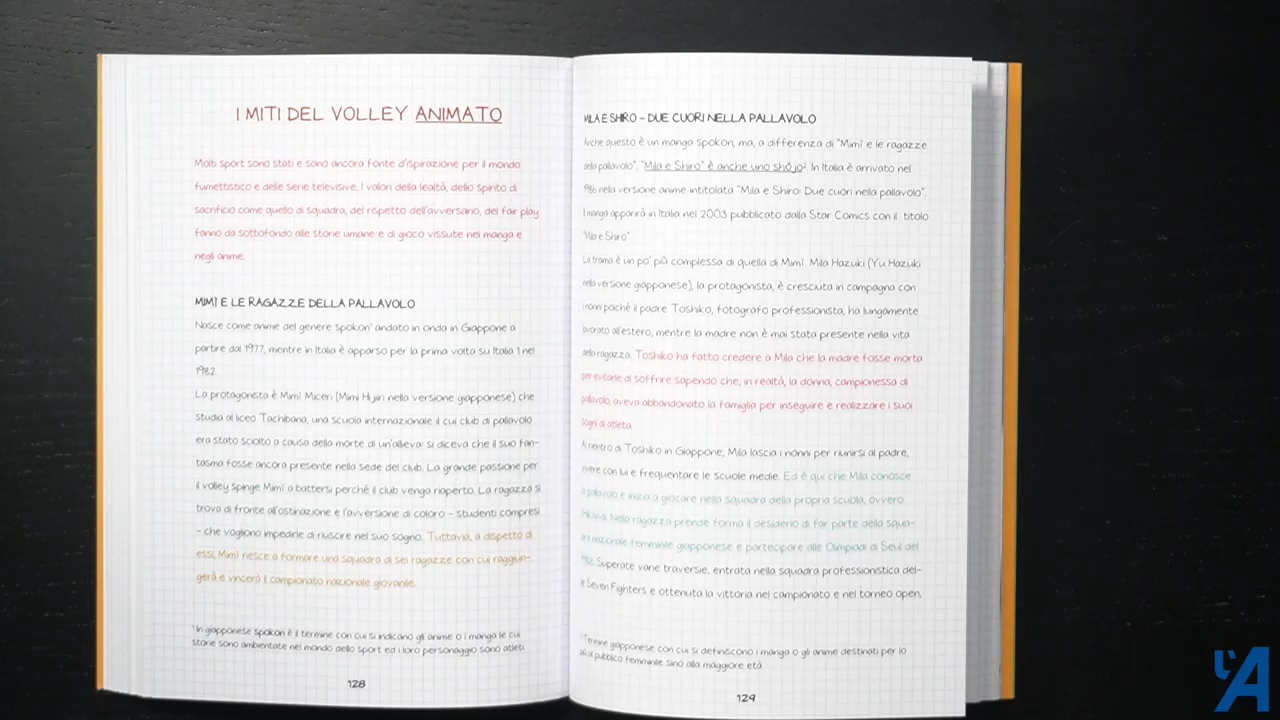 I MITI DEL VOLLEY ANIMATO
Molti sport sono stati e sono ancora fonte d'ispirazione per il mondo
fumettistico e delle serie televisive. I valori della lealtà, dello spirito di
sacrificio come quello di squadra, del rispetto dell'avversario, del fair play
fanno da sottofondo alle storie umane e di gioco vissute nei manga e
negli anime.
MIMÌ E LE RAGAZZE DELLA PALLAVOLO
Nasce come anime del genere spokon¹ andato in onda in Giappone a
partire dal 1977, mentre in Italia è apparso per la prima volta su Italia 1 nel
1982.
La protagonista è Mimì Miceri (Mimi Hijiri nella versione giapponese) che
studia al liceo Tachibana, una scuola internazionale il cui club di pallavolo
era stato sciolto a causa della morte di un'allieva: si diceva che il suo fan-
tasma fosse ancora presente nella sede del club. La grande passione per
il volley spinge Mimì a battersi perché il club venga riaperto. La ragazza si
trova di fronte all'ostinazione e l'avversione di coloro – studenti compresi
– che vogliono impedirle di riuscire nel suo sogno. Tuttavia, a dispetto di
essi, Mimì riesce a formare una squadra di sei ragazze con cui raggiun-
gerà e vincerà il campionato nazionale giovanile.
¹ In giapponese spokon è il termine con cui si indicano gli anime o i manga le cui
storie sono ambientate nel mondo dello sport ed i loro personaggio sono atleti.
128
MILA E SHIRO – DUE CUORI NELLA PALLAVOLO
Anche questo è un manga spokon, ma, a differenza di "Mimì e le ragazze
della pallavolo", "Mila e Shiro" è anche uno shōjo². In Italia è arrivato nel
1986 nella versione anime intitolata "Mila e Shiro: Due cuori nella pallavolo".
Il manga apparirà in Italia nel 2003 pubblicato dalla Star Comics con il titolo
"Mila e Shiro".
La trama è un po' più complessa di quella di Mimì. Mila Hazuki (Yu Hazuki
nella versione giapponese), la protagonista, è cresciuta in campagna con
i nonni poiché il padre Toshiko, fotografo professionista, ha lungamente
lavorato all'estero, mentre la madre non è mai stata presente nella vita
della ragazza. Toshiko ha fatto credere a Mila che la madre fosse morta
per evitarle di soffrire sapendo che, in realtà, la donna, campionessa di
pallavolo, aveva abbandonato la famiglia per inseguire e realizzare i suoi
sogni di atleta.
Al rientro di Toshiko in Giappone, Mila lascia i nonni per riunirsi al padre,
vivere con lui e frequentare le scuole medie. Ed è qui che Mila conosce
la pallavolo e inizia a giocare nella squadra della propria scuola, ovvero
Hikawa. Nella ragazza prende forma il desiderio di far parte della squa-
dra nazionale femminile giapponese e partecipare alle Olimpiadi di Seul del
1988. Superate varie traversie, entrata nella squadra professionistica del-
le Seven Fighters e ottenuta la vittoria nel campionato e nel torneo open,
² Termine giapponese con cui si definiscono i manga o gli anime destinati per lo
più al pubblico femminile sino alla maggiore età
129
L'A